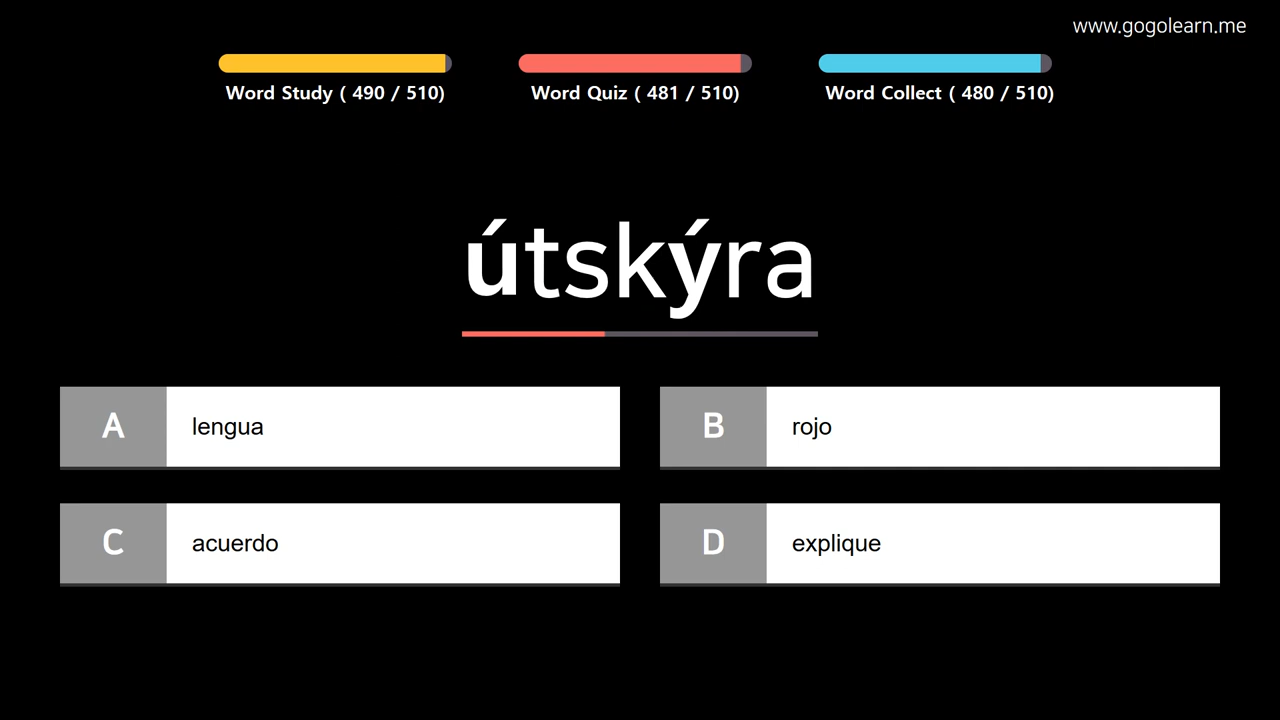 www.gogolearn.me
Word Study ( 490 / 510)
Word Quiz ( 481 / 510)
Word Collect ( 480 / 510)
útskýra
A lengua
B rojo
C acuerdo
D explique